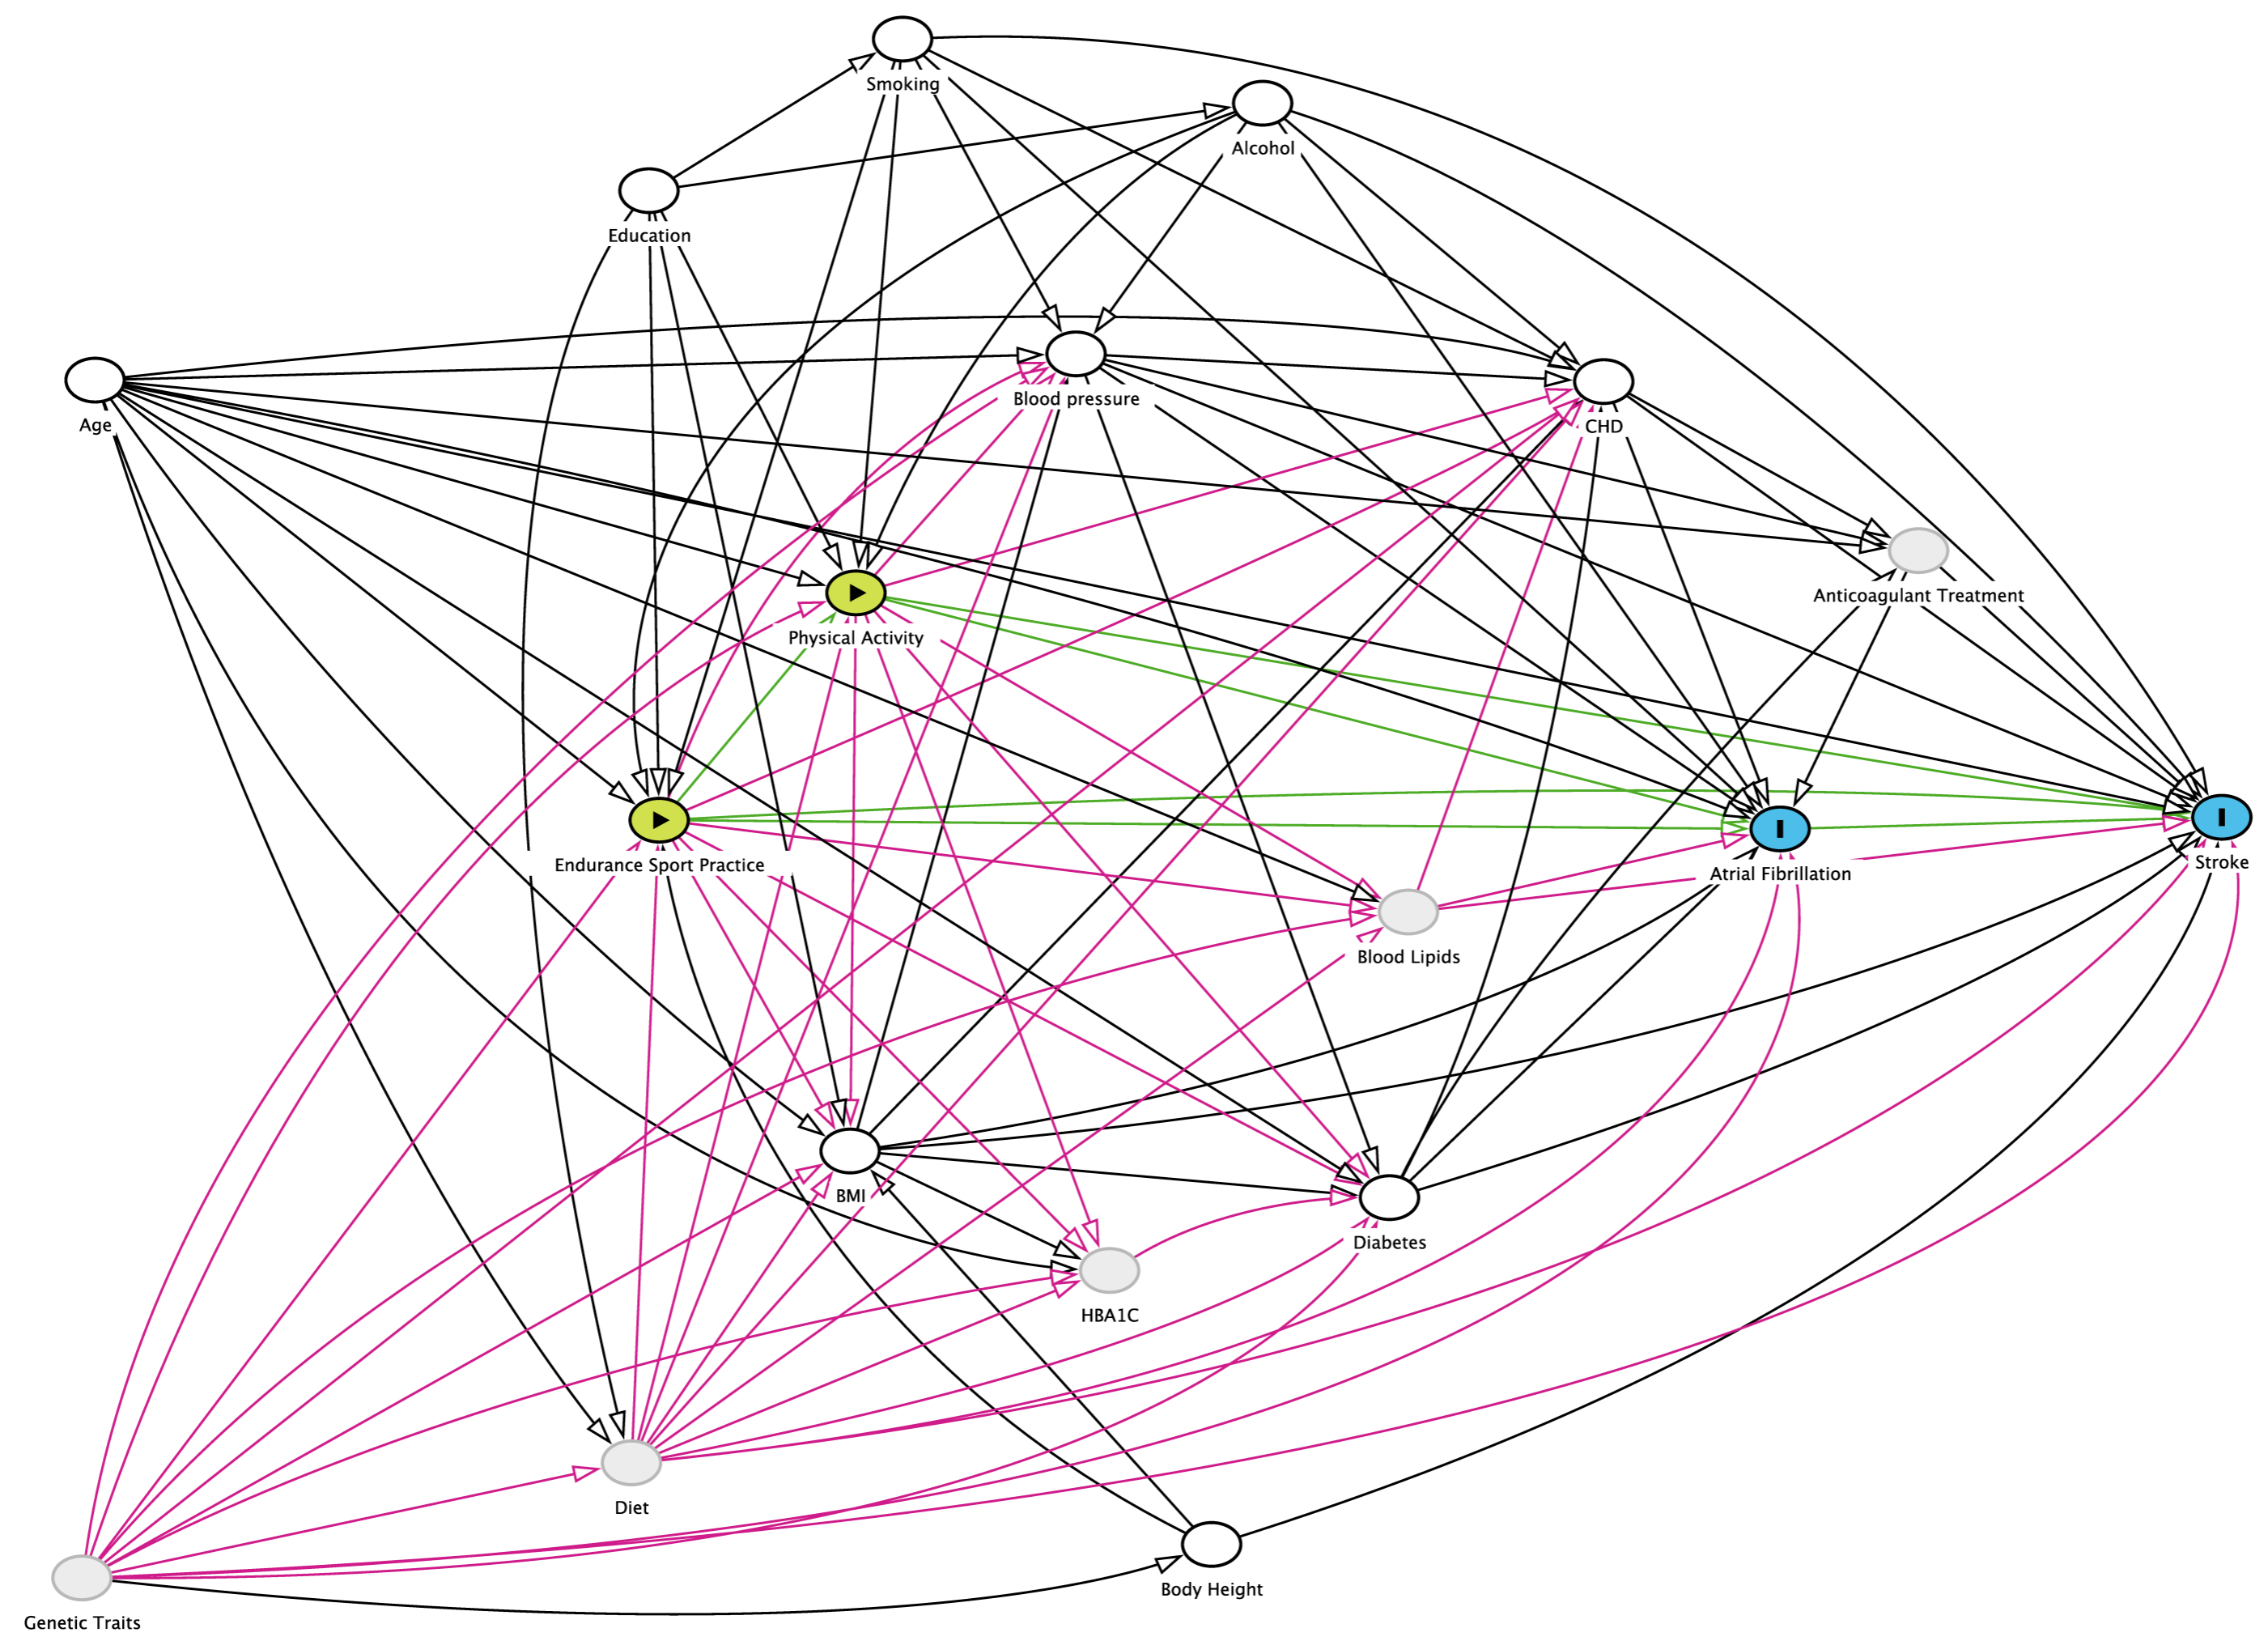 Smoking
Alcohol
Education
Blood pressure
Age
CHD
Anticoagulant Treatment
Physical Activity
Endurance Sport Practice
Stroke
Atrial Fibrillation
Blood Lipids
BMI
Diabetes
HBA1C
Diet
Body Height
Genetic Traits